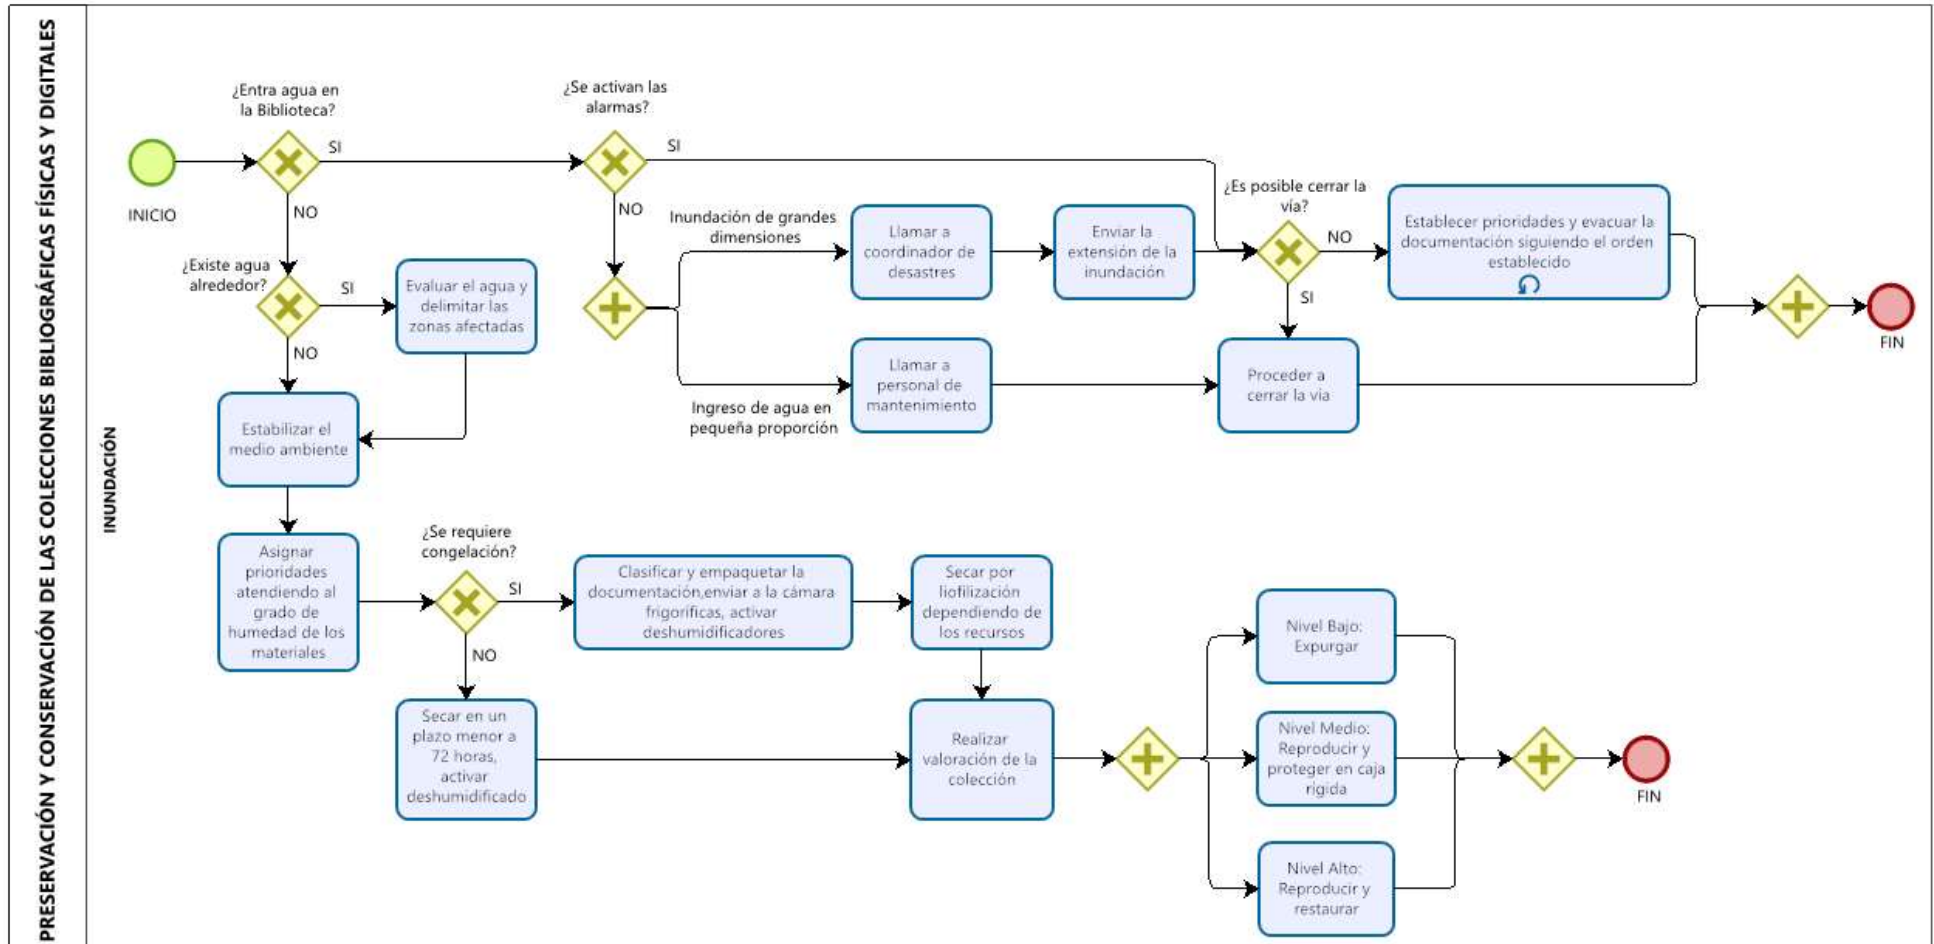 PRESERVACIÓN Y CONSERVACIÓN DE LAS COLECCIONES BIBLIOGRÁFICAS FÍSICAS Y DIGITALES
INUNDACIÓN
INICIO
¿Entra agua en
la Biblioteca?
SI
NO
¿Se activan las
alarmas?
SI
NO
¿Existe agua
alrededor?
SI
NO
Evaluar el agua y
delimitar las
zonas afectadas
Inundación de grandes
dimensiones
Llamar a
coordinador de
desastres
Enviar la
extensión de la
inundación
¿Es posible cerrar la
vía?
NO
SI
Establecer prioridades y evacuar la
documentación siguiendo el orden
establecido
Ingreso de agua en
pequeña proporción
Llamar a
personal de
mantenimiento
Proceder a
cerrar la vía
FIN
Estabilizar el
medio ambiente
Asignar
prioridades
atendiendo al
grado de
humedad de los
materiales
¿Se requiere
congelación?
SI
NO
Clasificar y empaquetar la
documentación,enviar a la cámara
frigoríficas, activar
deshumidificadores
Secar por
liofilización
dependiendo de
los recursos
Secar en un
plazo menor a
72 horas,
activar
deshumidificado
Realizar
valoración de la
colección
Nivel Bajo:
Expurgar
Nivel Medio:
Reproducir y
proteger en caja
rígida
Nivel Alto:
Reproducir y
restaurar
FIN